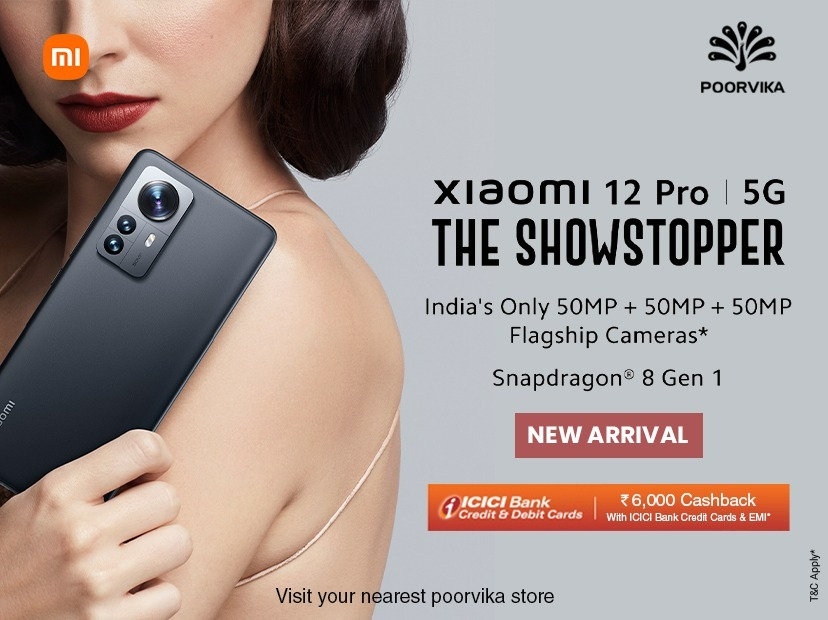 mi
POORVIKA
xiaomi 12 Pro | 5G
THE SHOWSTOPPER
India's Only 50MP + 50MP + 50MP
Flagship Cameras*
Snapdragon® 8 Gen 1
NEW ARRIVAL
ICICI Bank
Credit & Debit Cards
₹6,000 Cashback
With ICICI Bank Credit Cards & EMI*
Visit your nearest poorvika store
T&C Apply*